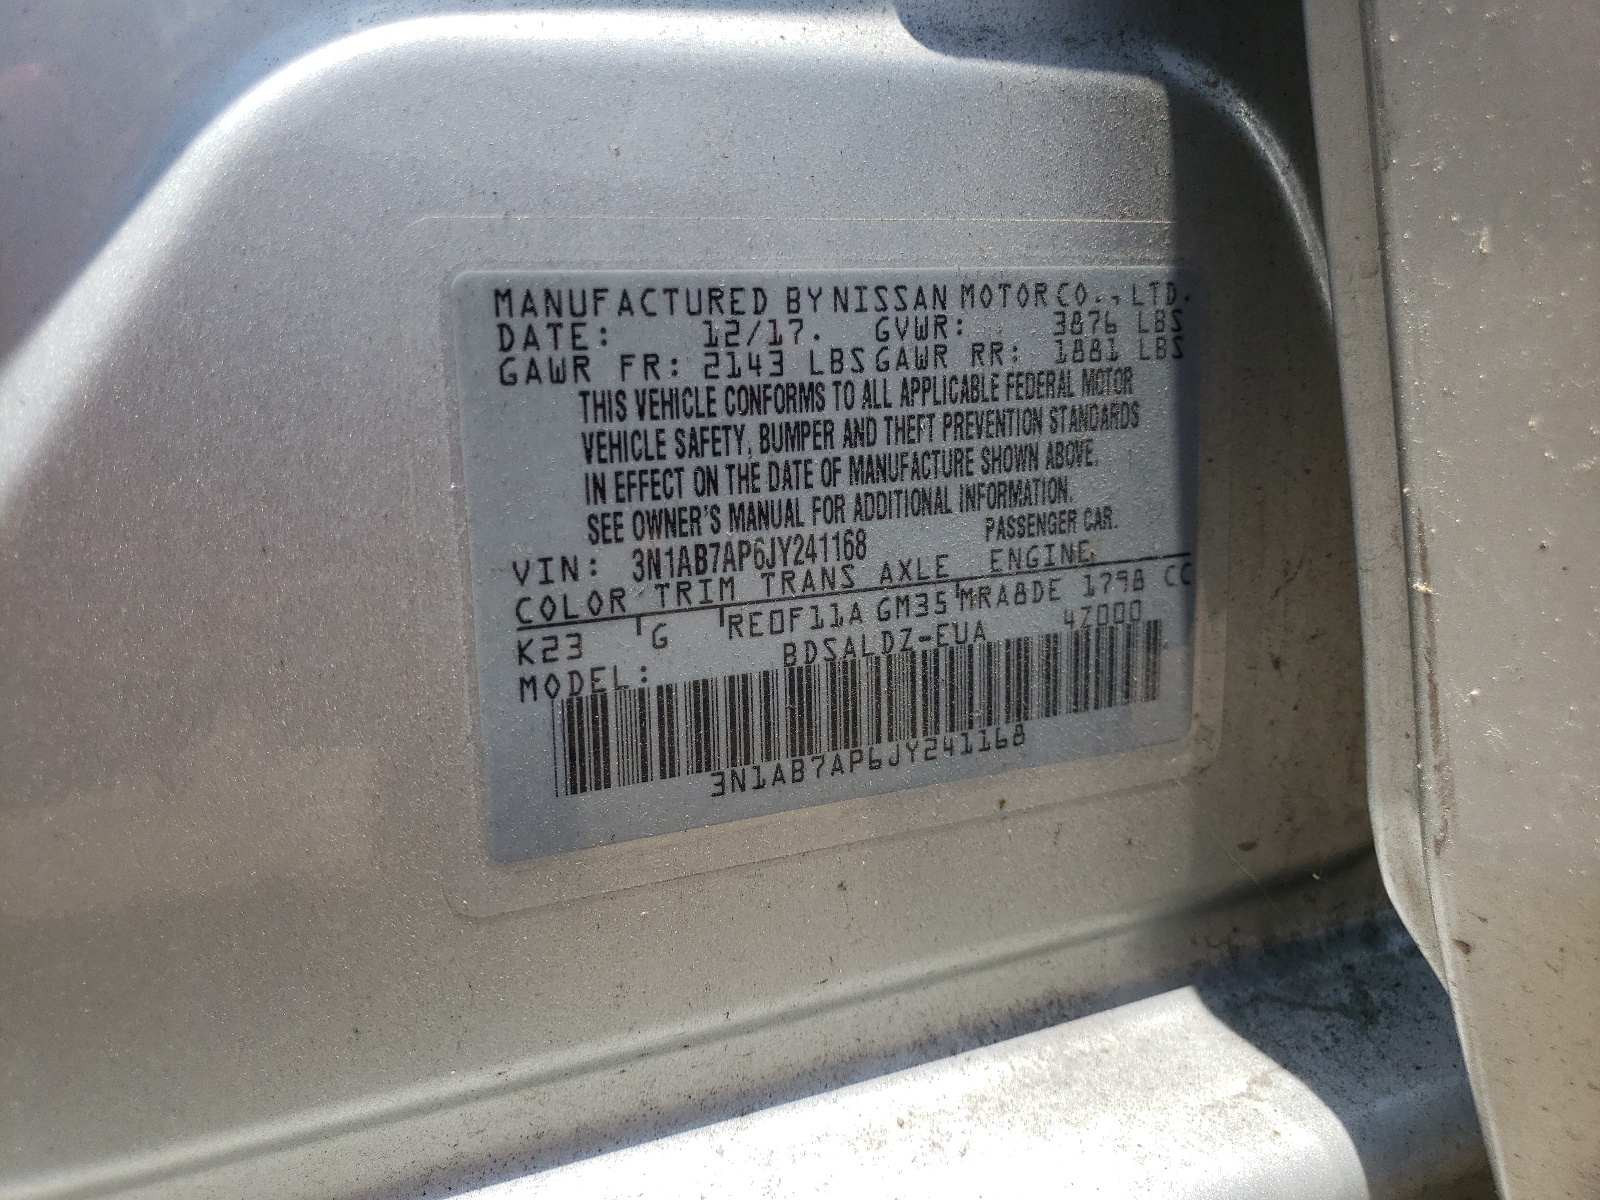 MANUFACTURED BY NISSAN MOTOR CO., LTD.
DATE: 12/17. GVWR: 3876 LBS
GAWR FR: 2143 LBS GAWR RR: 1881 LBS
THIS VEHICLE CONFORMS TO ALL APPLICABLE FEDERAL MOTOR
VEHICLE SAFETY, BUMPER AND THEFT PREVENTION STANDARDS
IN EFFECT ON THE DATE OF MANUFACTURE SHOWN ABOVE.
SEE OWNER'S MANUAL FOR ADDITIONAL INFORMATION.
VIN: 3N1AB7AP6JY241168 PASSENGER CAR.
COLOR TRIM TRANS AXLE ENGINE
K23 G RE0F11A GM35 MRA8DE 1798 CC
MODEL: BDSALDZ-EUA 4Z000
3N1AB7AP6JY241168